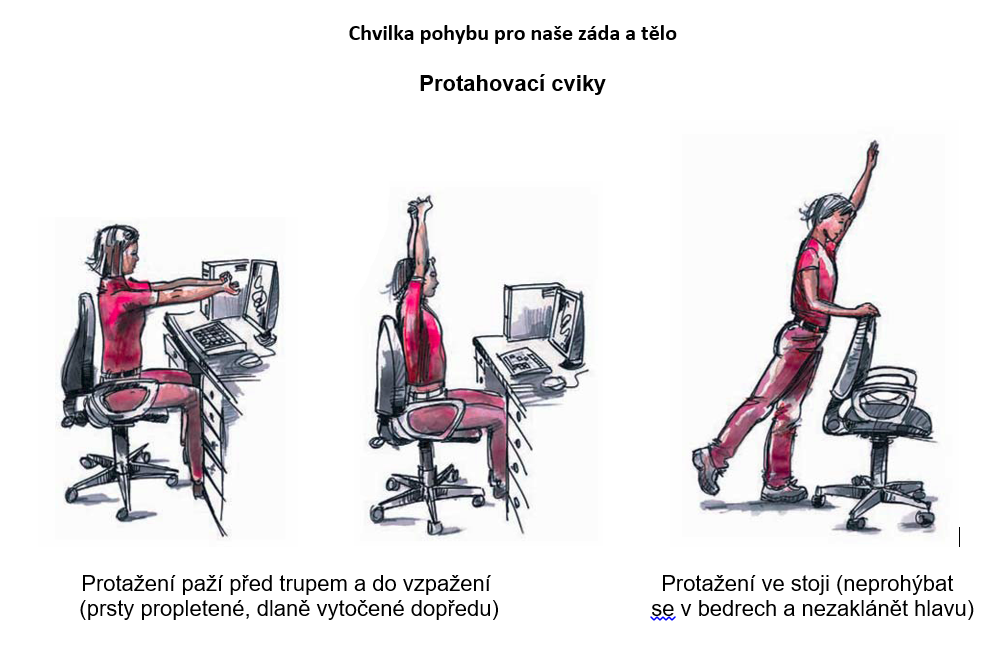 Chvilka pohybu pro naše záda a tělo
Protahovací cviky
Protažení paží před trupem a do vzpažení
(prsty propletené, dlaně vytočené dopředu)
Protažení ve stoji (neprohýbat
se v bedrech a nezaklánět hlavu)